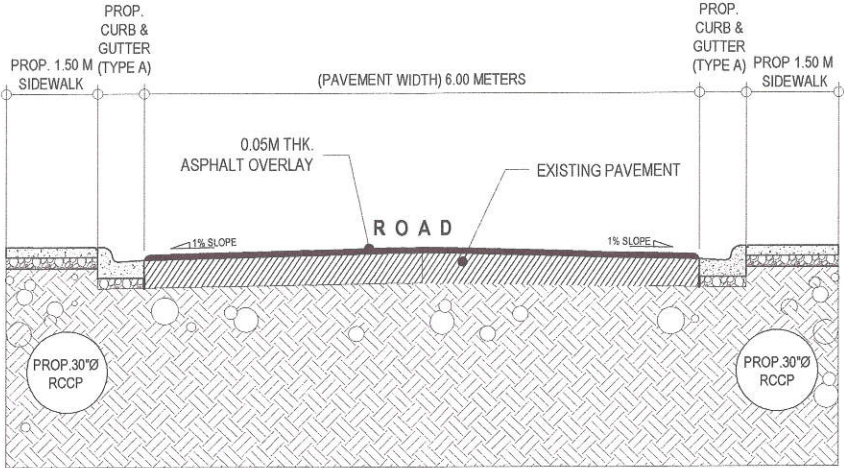 PROP.
CURB &
GUTTER
(TYPE A)
PROP. 1.50 M
SIDEWALK
(PAVEMENT WIDTH) 6.00 METERS
PROP.
CURB &
GUTTER
(TYPE A)
PROP 1.50 M
SIDEWALK
0.05M THK.
ASPHALT OVERLAY
EXISTING PAVEMENT
ROAD
1% SLOPE
1% SLOPE
PROP.30"Ø
RCCP
PROP.30"Ø
RCCP